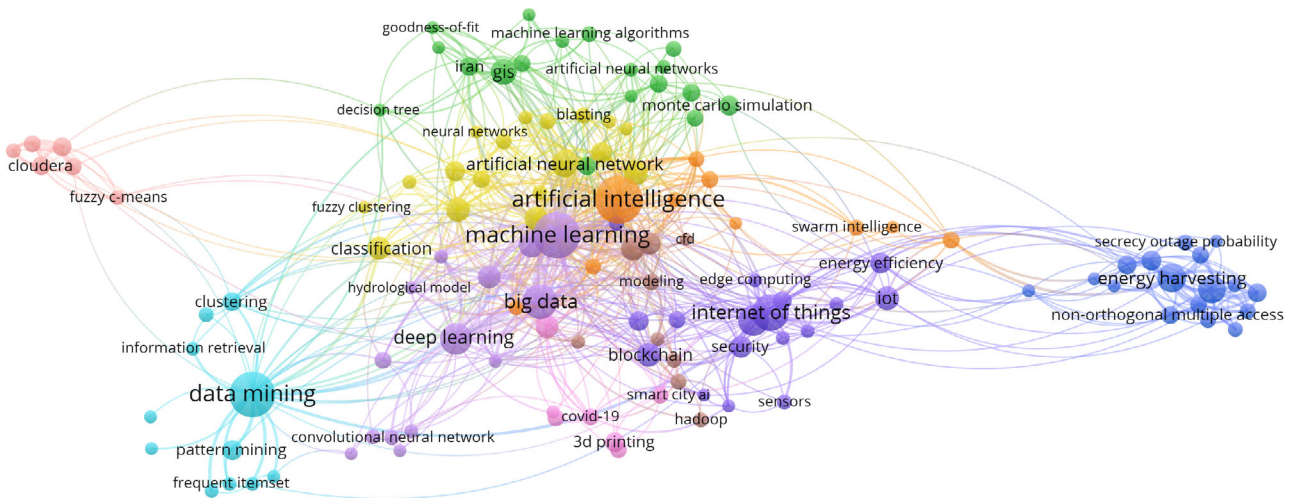 goodness-of-fit
machine learning algorithms
iran
gis
artificial neural networks
decision tree
blasting
monte carlo simulation
neural networks
cloudera
artificial neural network
fuzzy c-means
artificial intelligence
fuzzy clustering
swarm intelligence
machine learning
cfd
secrecy outage probability
classification
energy efficiency
modeling
edge computing
energy harvesting
hydrological model
clustering
big data
iot
internet of things
non-orthogonal multiple access
deep learning
information retrieval
security
blockchain
data mining
smart city
ai
sensors
covid-19
hadoop
convolutional neural network
3d printing
pattern mining
frequent itemset